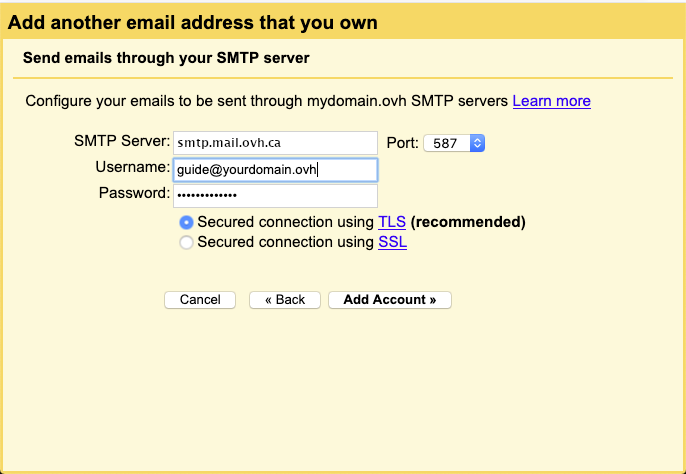 Add another email address that you own
Send emails through your SMTP server
Configure your emails to be sent through mydomain.ovh SMTP servers Learn more
SMTP Server: smtp.mail.ovh.ca Port: 587
Username: guide@yourdomain.ovh
Password: •••••••••••••
Secured connection using TLS (recommended)
Secured connection using SSL
Cancel « Back Add Account »